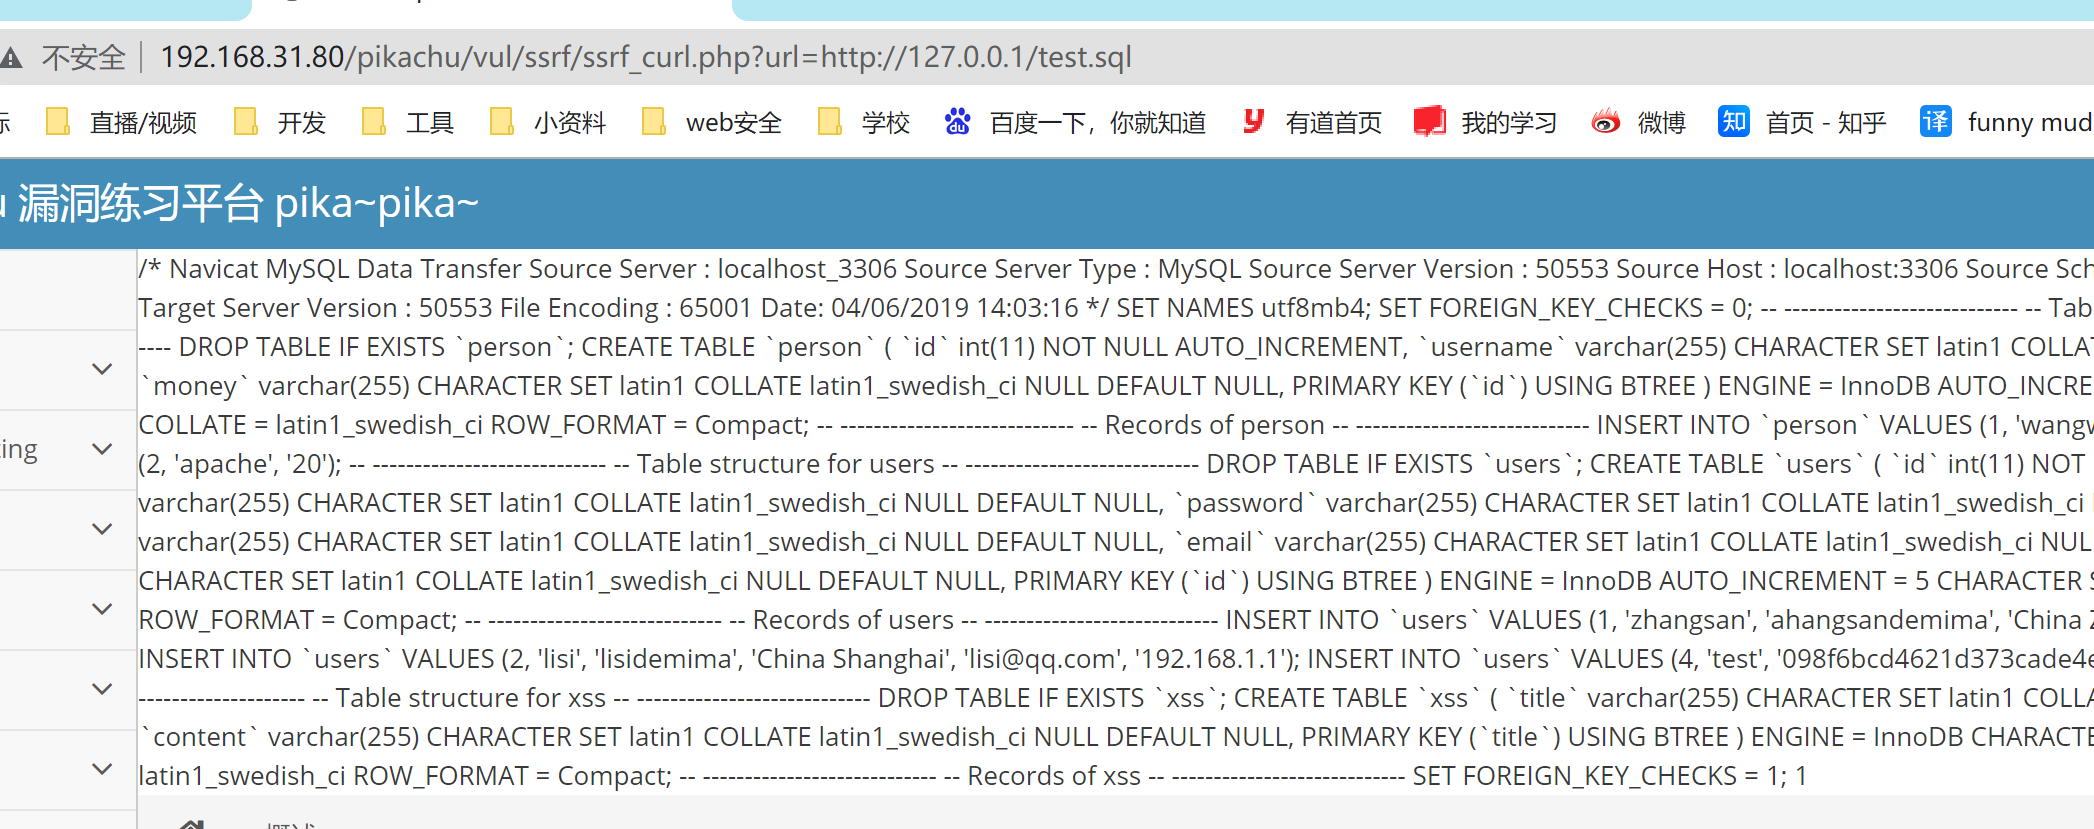 不安全 192.168.31.80/pikachu/vul/ssrf/ssrf_curl.php?url=http://127.0.0.1/test.sql
直播/视频 开发 工具 小资料 web安全 学校 百度一下，你就知道 有道首页 我的学习 微博 首页 - 知乎 funny mud
漏洞练习平台 pika~pika~
/* Navicat MySQL Data Transfer Source Server : localhost_3306 Source Server Type : MySQL Source Server Version : 50553 Source Host : localhost:3306 Source Sch
Target Server Version : 50553 File Encoding : 65001 Date: 04/06/2019 14:03:16 */ SET NAMES utf8mb4; SET FOREIGN_KEY_CHECKS = 0; -- ---------------------------- -- Tab
---- DROP TABLE IF EXISTS `person`; CREATE TABLE `person` ( `id` int(11) NOT NULL AUTO_INCREMENT, `username` varchar(255) CHARACTER SET latin1 COLLAT
`money` varchar(255) CHARACTER SET latin1 COLLATE latin1_swedish_ci NULL DEFAULT NULL, PRIMARY KEY (`id`) USING BTREE ) ENGINE = InnoDB AUTO_INCRE
COLLATE = latin1_swedish_ci ROW_FORMAT = Compact; -- ---------------------------- -- Records of person -- ---------------------------- INSERT INTO `person` VALUES (1, 'wangw
(2, 'apache', '20'); -- ---------------------------- -- Table structure for users -- ---------------------------- DROP TABLE IF EXISTS `users`; CREATE TABLE `users` ( `id` int(11) NOT
varchar(255) CHARACTER SET latin1 COLLATE latin1_swedish_ci NULL DEFAULT NULL, `password` varchar(255) CHARACTER SET latin1 COLLATE latin1_swedish_ci
ting
varchar(255) CHARACTER SET latin1 COLLATE latin1_swedish_ci NULL DEFAULT NULL, `email` varchar(255) CHARACTER SET latin1 COLLATE latin1_swedish_ci NUL
CHARACTER SET latin1 COLLATE latin1_swedish_ci NULL DEFAULT NULL, PRIMARY KEY (`id`) USING BTREE ) ENGINE = InnoDB AUTO_INCREMENT = 5 CHARACTER S
ROW_FORMAT = Compact; -- ---------------------------- -- Records of users -- ---------------------------- INSERT INTO `users` VALUES (1, 'zhangsan', 'ahangsandemima', 'China Z
INSERT INTO `users` VALUES (2, 'lisi', 'lisidemima', 'China Shanghai', 'lisi@qq.com', '192.168.1.1'); INSERT INTO `users` VALUES (4, 'test', '098f6bcd4621d373cade4e
-------------------- -- Table structure for xss -- ---------------------------- DROP TABLE IF EXISTS `xss`; CREATE TABLE `xss` ( `title` varchar(255) CHARACTER SET latin1 COLLA
`content` varchar(255) CHARACTER SET latin1 COLLATE latin1_swedish_ci NULL DEFAULT NULL, PRIMARY KEY (`title`) USING BTREE ) ENGINE = InnoDB CHARACTE
latin1_swedish_ci ROW_FORMAT = Compact; -- ---------------------------- -- Records of xss -- ---------------------------- SET FOREIGN_KEY_CHECKS = 1; 1